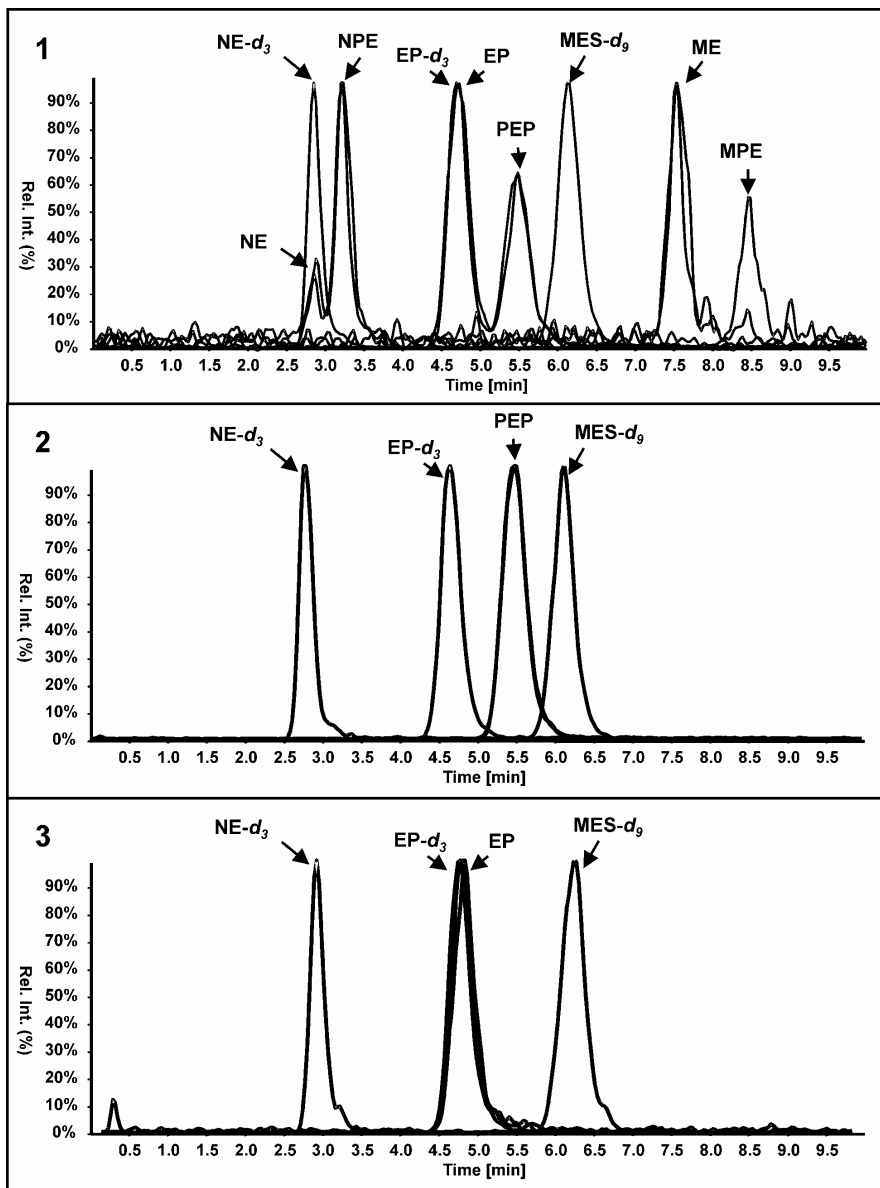 1
NE-d3
NPE
EP-d3
EP
MES-d9
ME
PEP
MPE
NE
Rel. Int. (%)
90%
80%
70%
60%
50%
40%
30%
20%
10%
0%
0.5 1.0 1.5 2.0 2.5 3.0 3.5 4.0 4.5 5.0 5.5 6.0 6.5 7.0 7.5 8.0 8.5 9.0 9.5
Time [min]
2
NE-d3
EP-d3
PEP
MES-d9
Rel. Int. (%)
90%
80%
70%
60%
50%
40%
30%
20%
10%
0%
0.5 1.0 1.5 2.0 2.5 3.0 3.5 4.0 4.5 5.0 5.5 6.0 6.5 7.0 7.5 8.0 8.5 9.0 9.5
Time [min]
3
NE-d3
EP-d3
EP
MES-d9
Rel. Int. (%)
90%
80%
70%
60%
50%
40%
30%
20%
10%
0%
0.5 1.0 1.5 2.0 2.5 3.0 3.5 4.0 4.5 5.0 5.5 6.0 6.5 7.0 7.5 8.0 8.5 9.0 9.5
Time [min]